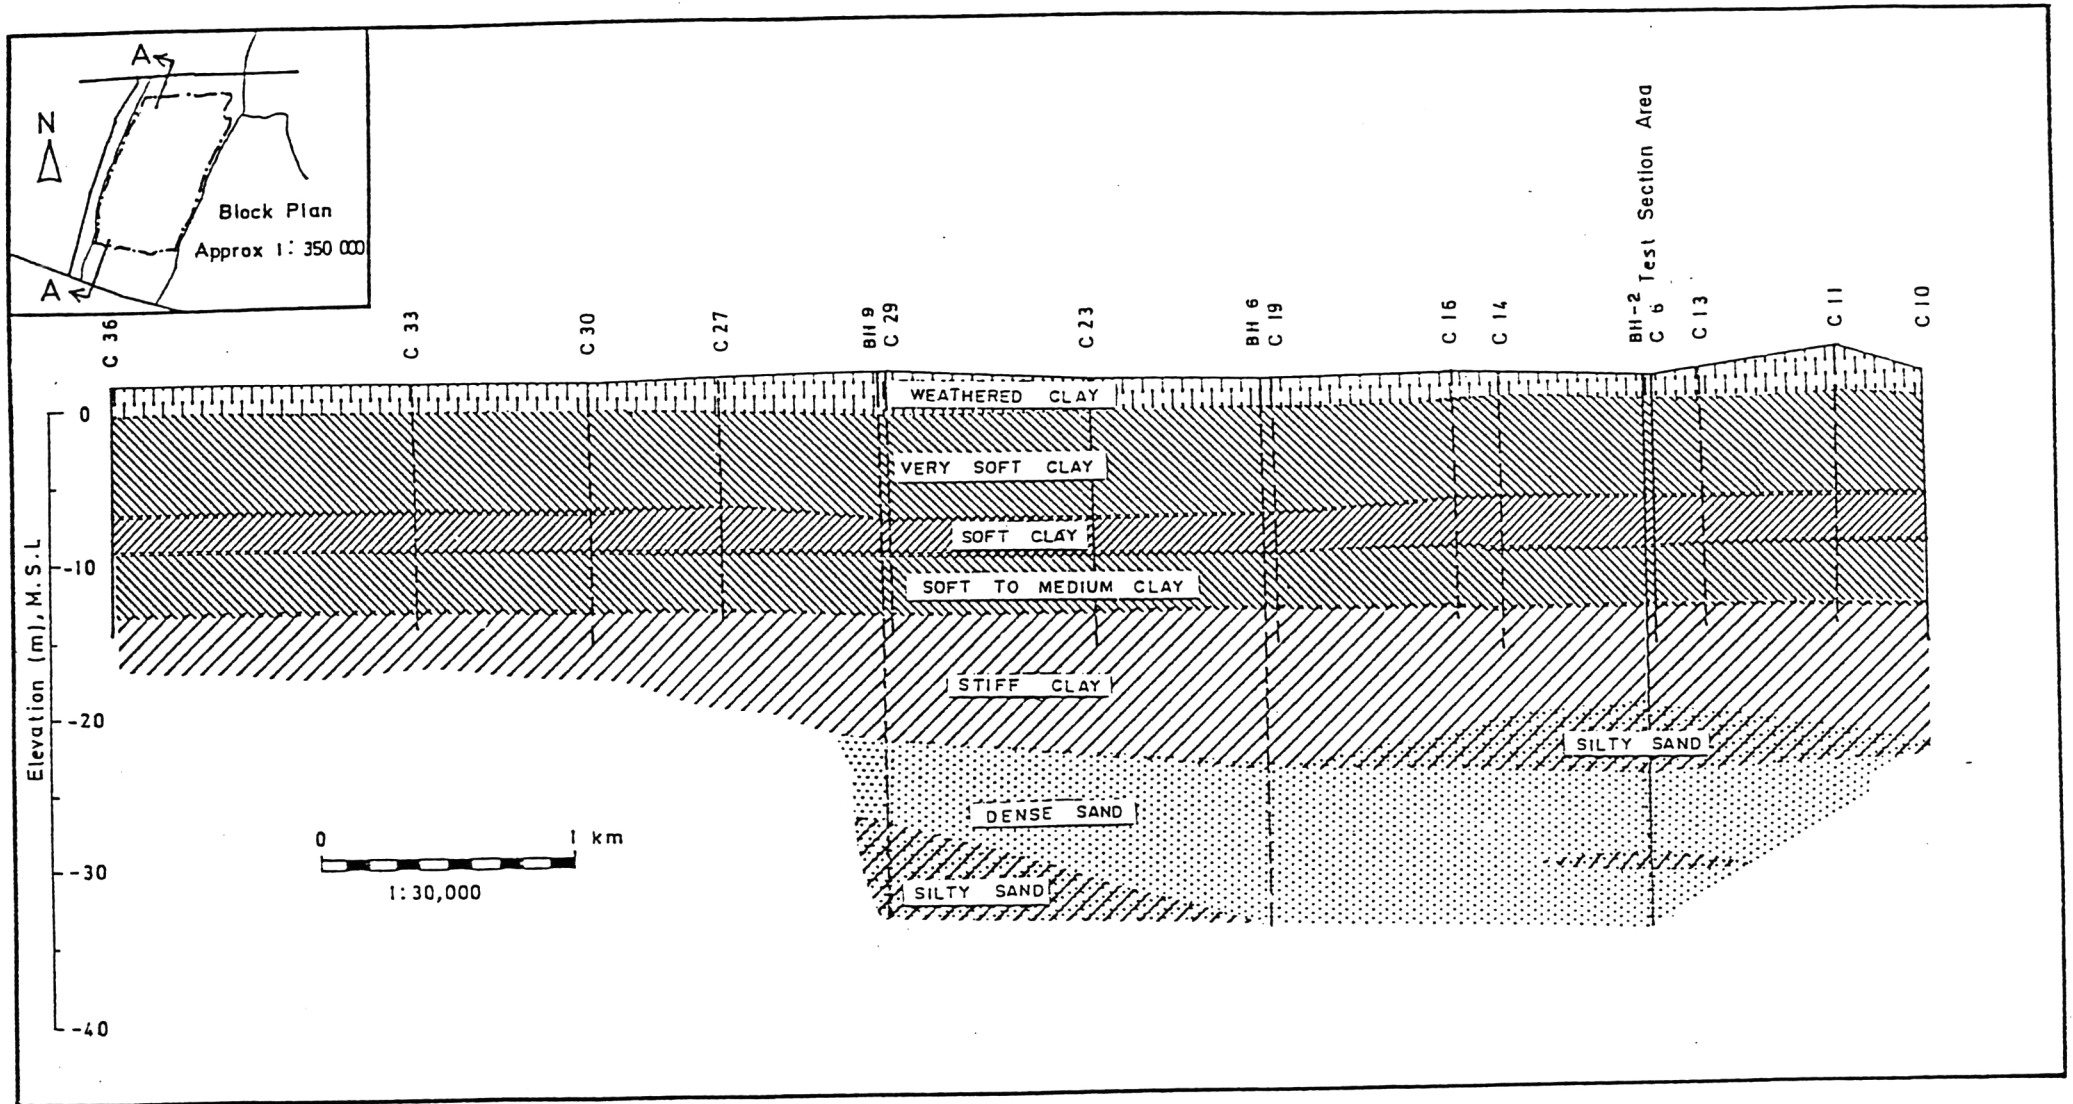 A
N
Block Plan
Approx 1: 350 000
A
C 36
C 33
C 30
C 27
BH 9
C 29
C 23
BH 6
C 19
C 16
C 14
BH-2 Test Section Area
C 6
C 13
C 11
C 10
Elevation (m), M.S.L
0
-10
-20
-30
-40
WEATHERED CLAY
VERY SOFT CLAY
SOFT CLAY
SOFT TO MEDIUM CLAY
STIFF CLAY
SILTY SAND
DENSE SAND
SILTY SAND
0 1 km
1:30,000